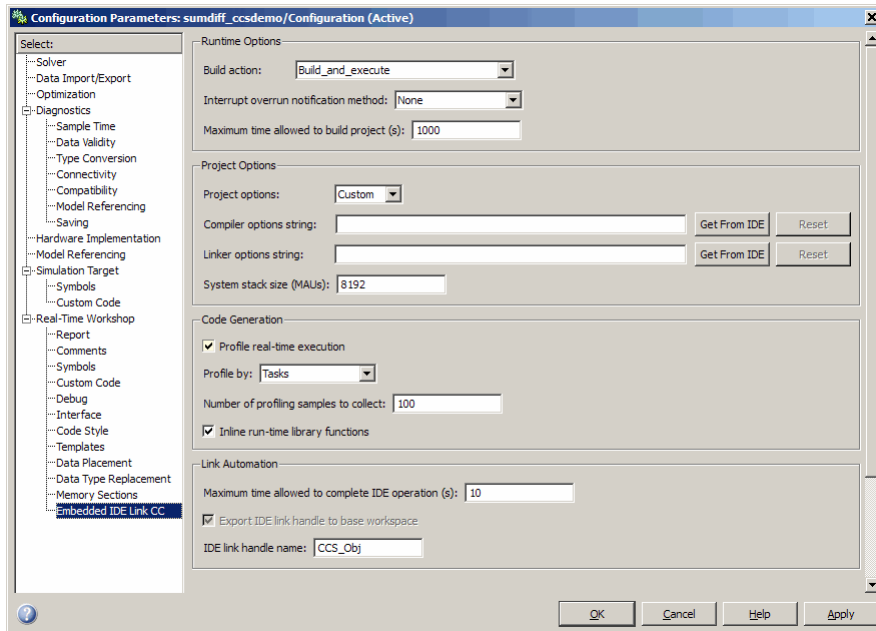 Configuration Parameters: sumdiff_ccsdemo/Configuration (Active)
Select:
Solver
Data Import/Export
Optimization
Diagnostics
Sample Time
Data Validity
Type Conversion
Connectivity
Compatibility
Model Referencing
Saving
Hardware Implementation
Model Referencing
Simulation Target
Symbols
Custom Code
Real-Time Workshop
Report
Comments
Symbols
Custom Code
Debug
Interface
Code Style
Templates
Data Placement
Data Type Replacement
Memory Sections
Embedded IDE Link CC
Runtime Options
Build action: Build_and_execute
Interrupt overrun notification method: None
Maximum time allowed to build project (s): 1000
Project Options
Project options: Custom
Compiler options string: Get From IDE Reset
Linker options string: Get From IDE Reset
System stack size (MAUs): 8192
Code Generation
Profile real-time execution
Profile by: Tasks
Number of profiling samples to collect: 100
Inline run-time library functions
Link Automation
Maximum time allowed to complete IDE operation (s): 10
Export IDE link handle to base workspace
IDE link handle name: CCS_Obj
OK Cancel Help Apply